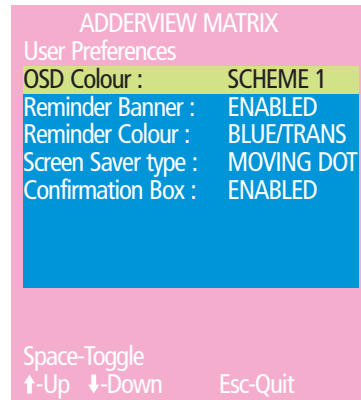 ADDERVIEW MATRIX
User Preferences
OSD Colour : SCHEME 1
Reminder Banner : ENABLED
Reminder Colour : BLUE/TRANS
Screen Saver type : MOVING DOT
Confirmation Box : ENABLED
Space-Toggle
⬆-Up ⬇-Down Esc-Quit